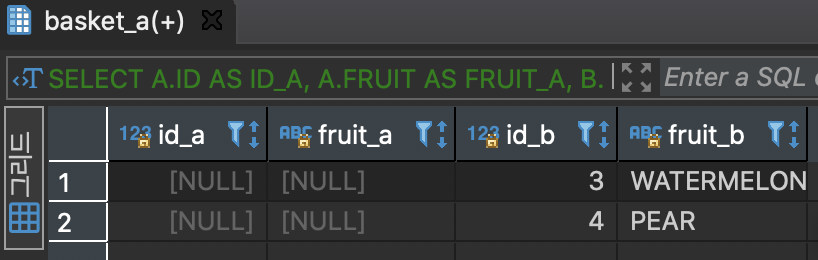 basket_a(+)
SELECT A.ID AS ID_A, A.FRUIT AS FRUIT_A, B. Enter a SQL
그리드
123 id_a ABC fruit_a 123 id_b ABC fruit_b
1 [NULL] [NULL] 3 WATERMELON
2 [NULL] [NULL] 4 PEAR